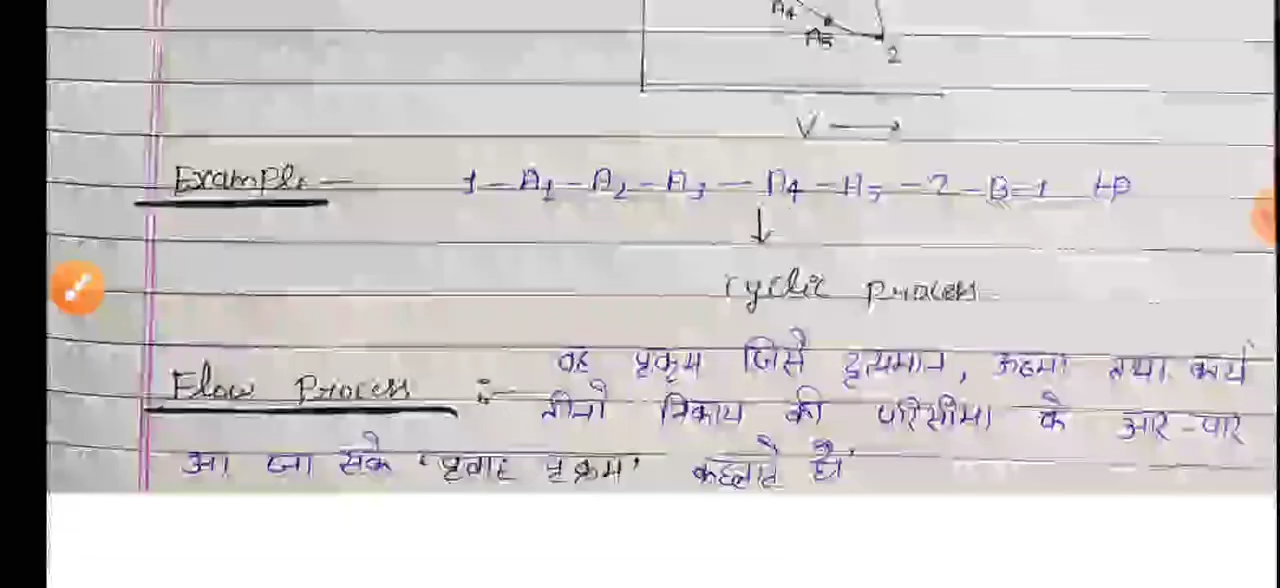 A4
A5
2
V
Example – 1 – A1 – A2 – A3 – A4 – A5 – 2 – B – 1
cyclic process
वह प्रक्रम जिसे द्रव्यमान, ऊष्मा तथा कार्य
Flow Process :- तीनो निकाय की परिसीमा के आर-पार
आ जा सके 'प्रवाह प्रक्रम' कहलाते है।